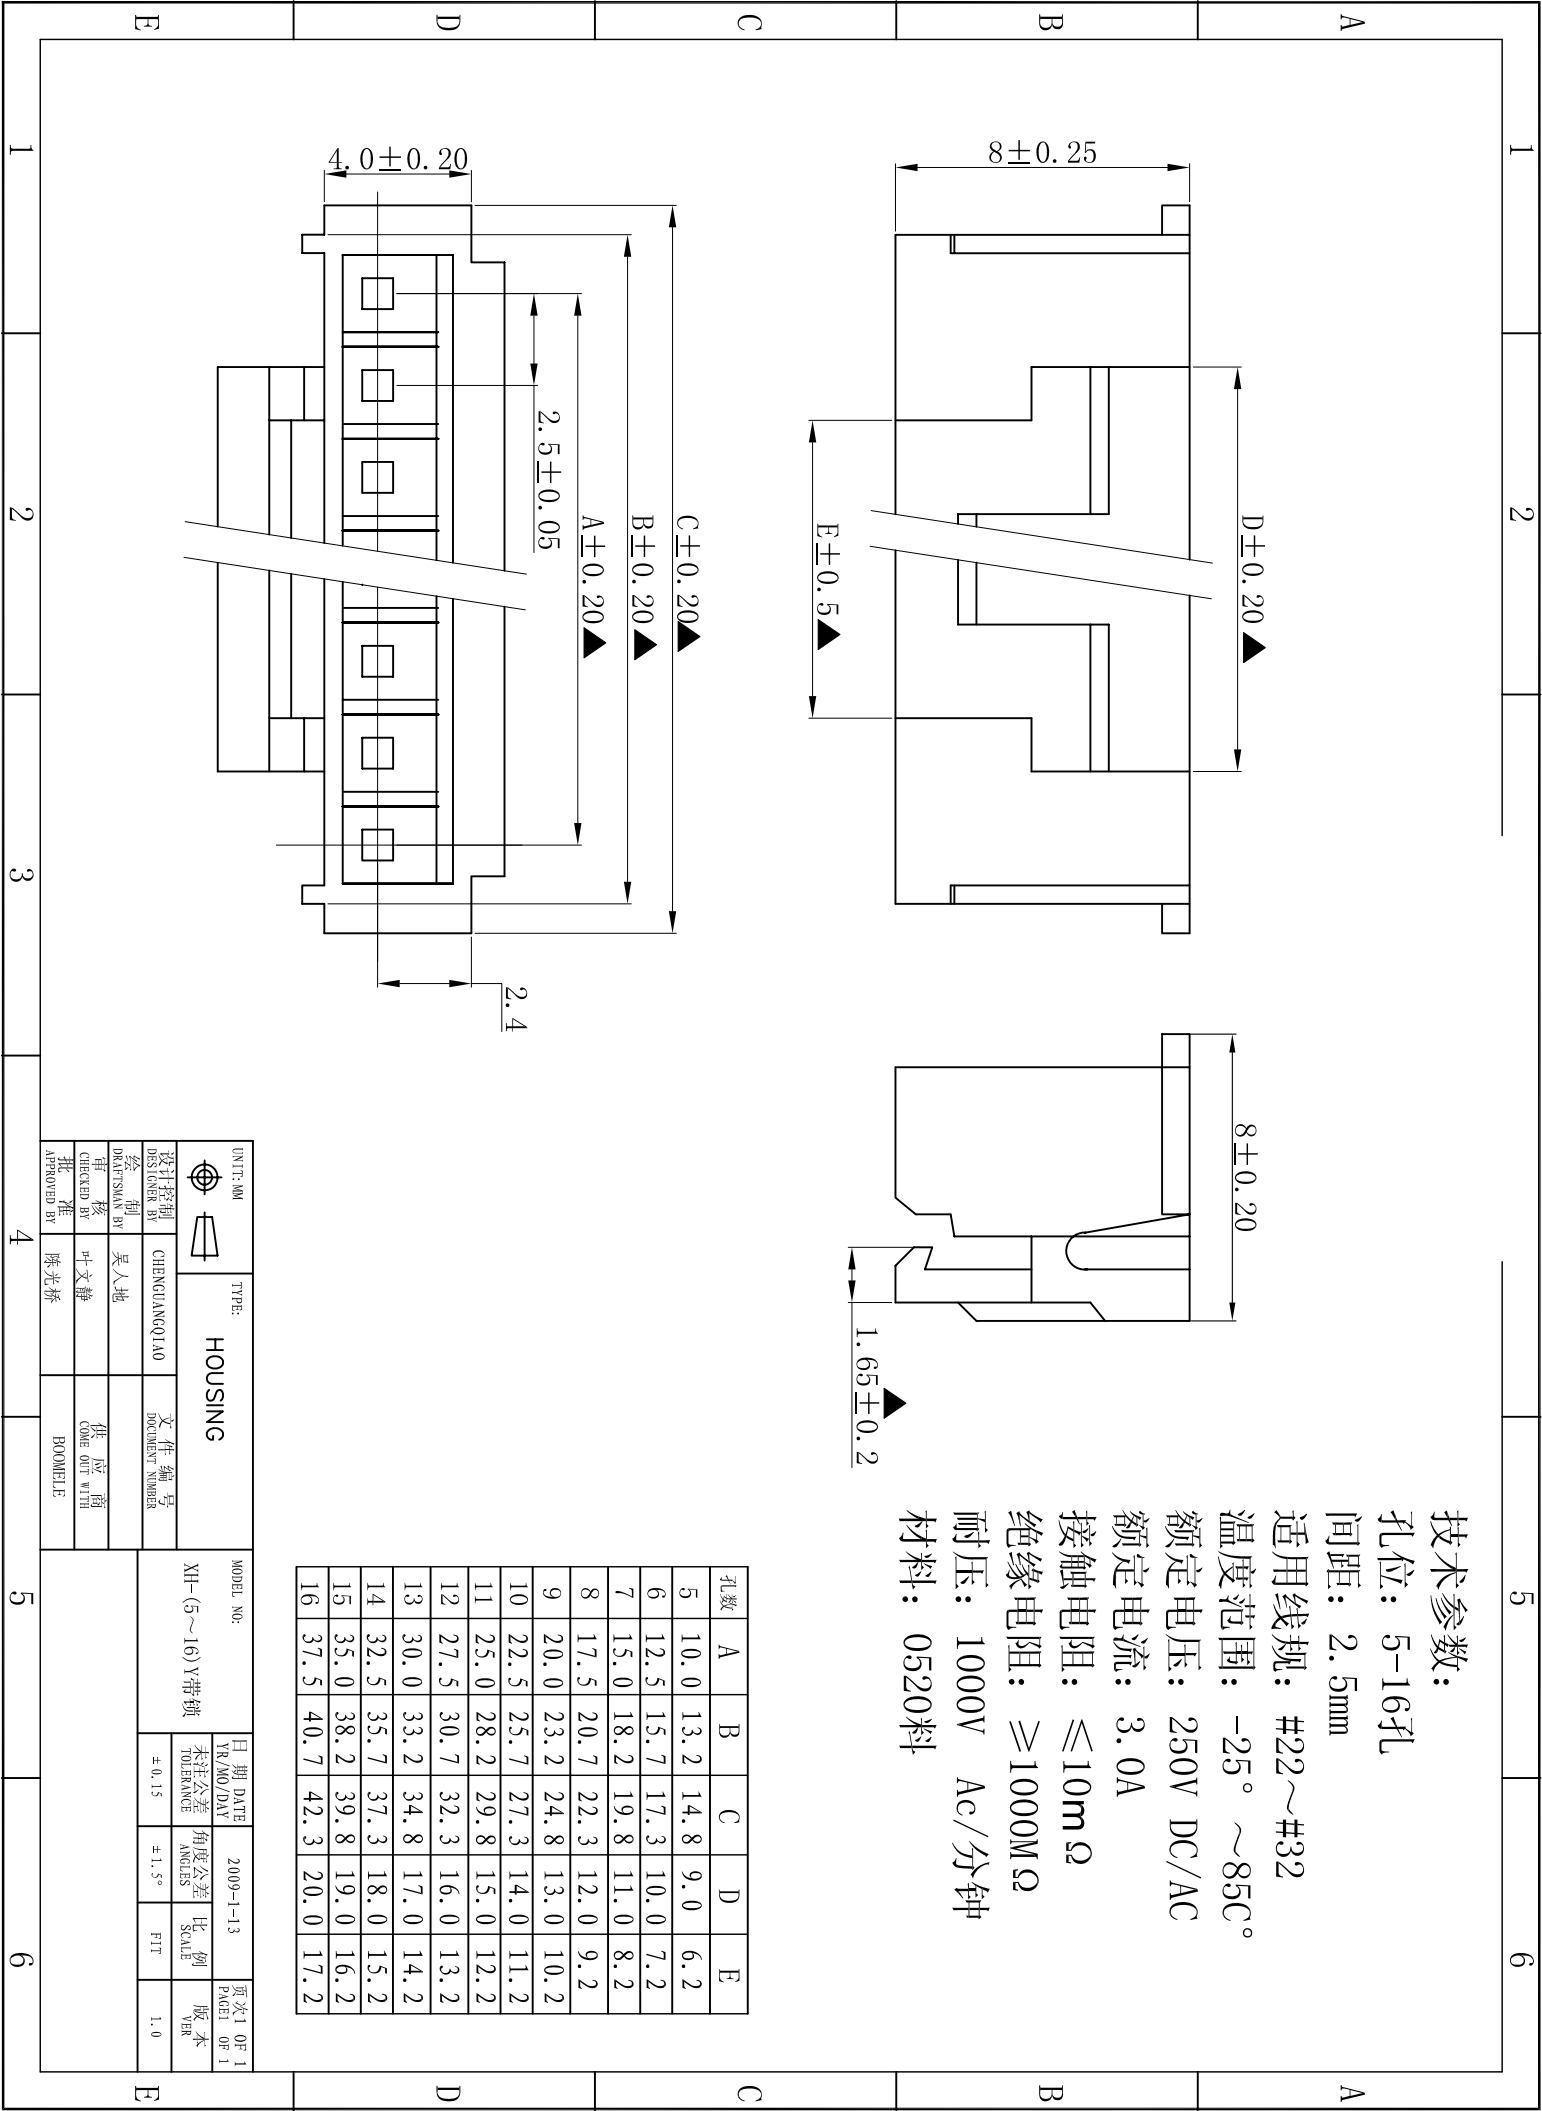 1 2 3 4 5 6
A
B
C
D
E
A
B
C
D
E
1 2 3 5 6
8±0.25
D±0.20
E±0.5
8±0.20
1.65±0.2
4.0±0.20
C±0.20
B±0.20
A±0.20
2.5±0.05
2.4
技术参数:
孔位: 5-16孔
间距: 2.5mm
适用线规: #22~#32
温度范围: -25° ~85C°
额定电压: 250V DC/AC
额定电流: 3.0A
接触电阻: ≤10mΩ
绝缘电阻: ≥1000MΩ
耐压: 1000V Ac/分钟
材料: 0520料
孔数 A B C D E
5 10.0 13.2 14.8 9.0 6.2
6 12.5 15.7 17.3 10.0 7.2
7 15.0 18.2 19.8 11.0 8.2
8 17.5 20.7 22.3 12.0 9.2
9 20.0 23.2 24.8 13.0 10.2
10 22.5 25.7 27.3 14.0 11.2
11 25.0 28.2 29.8 15.0 12.2
12 27.5 30.7 32.3 16.0 13.2
13 30.0 33.2 34.8 17.0 14.2
14 32.5 35.7 37.3 18.0 15.2
15 35.0 38.2 39.8 19.0 16.2
16 37.5 40.7 42.3 20.0 17.2
UNIT:MM
TYPE:
HOUSING
MODEL NO:
XH-(5~16)Y带锁
日 期 DATE
YR/MO/DAY
2009-1-13
页次1 OF 1
PAGE1 OF 1
设计控制
DESIGNER BY
CHENGUANGQIAO
文 件 编 号
DOCUMENT NUMBER
未注公差
TOLERANCE
角度公差
ANGLES
比 例
SCALE
版 本
VER
绘 制
DRAFTSMAN BY
吴人地
±0.15
±1.5°
FIT
1.0
审 核
CHECKED BY
叶文静
供 应 商
COME OUT WITH
批 准
APPROVED BY
陈光桥
BOOMELE